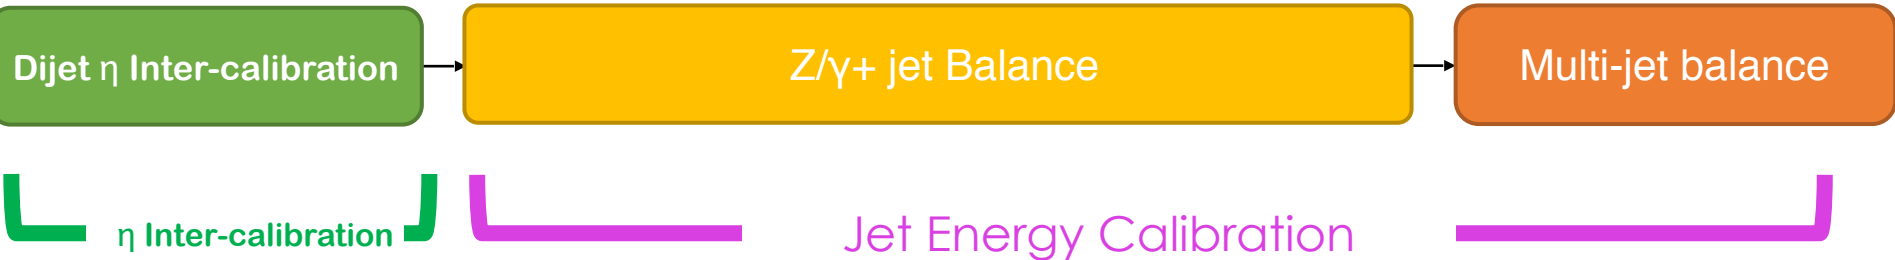 Dijet η Inter-calibration
Z/γ+ jet Balance
Multi-jet balance
η Inter-calibration
Jet Energy Calibration